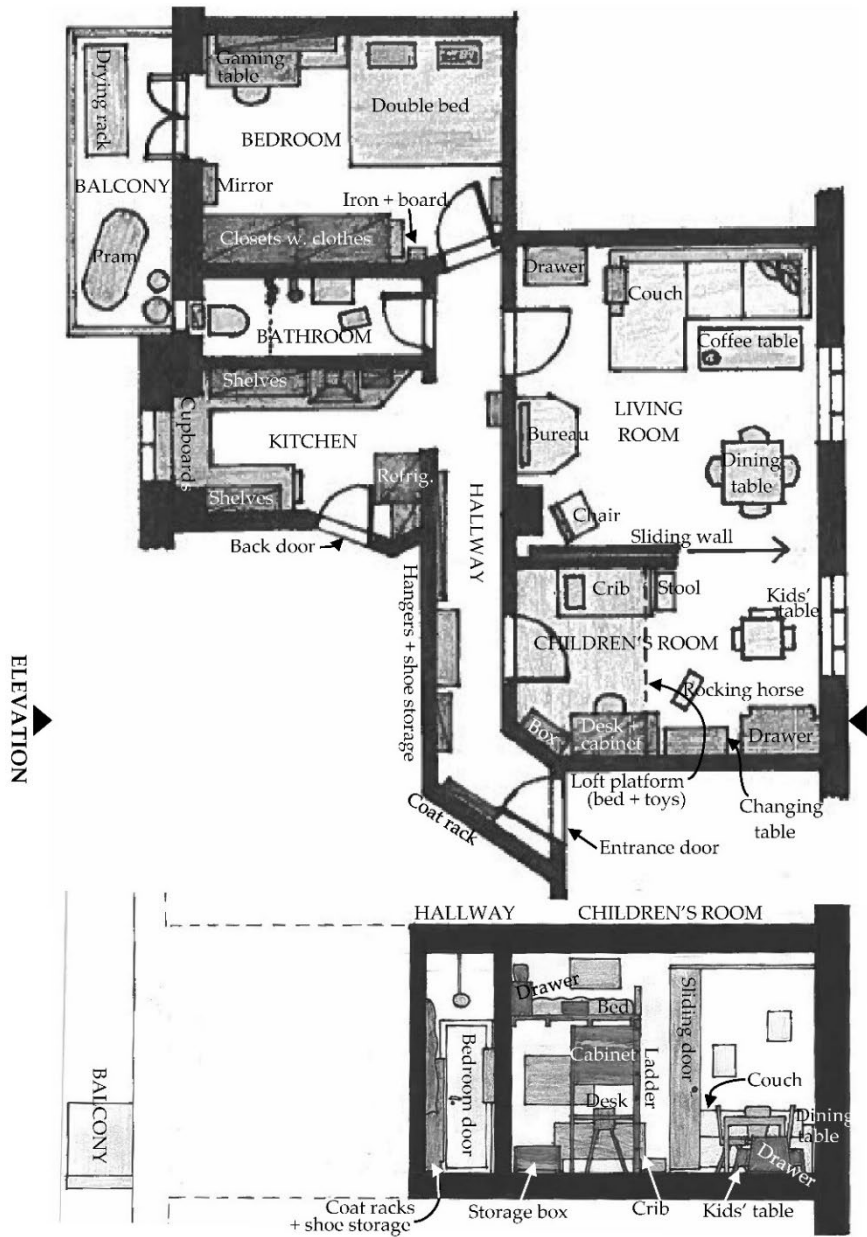 Drying rack
Gaming table
Double bed
BEDROOM
BALCONY
Mirror
Iron + board
Closets w. clothes
Pram
Drawer
Couch
BATHROOM
Coffee table
Shelves
Cupboards
KITCHEN
LIVING
ROOM
Bureau
Dining
table
Refrig.
Shelves
HALLWAY
Chair
Back door
Sliding wall
Hangers + shoe storage
Crib
Stool
Kids'
table
CHILDREN'S ROOM
Rocking horse
ELEVATION
Box
Desk +
cabinet
Drawer
Loft platform
(bed + toys)
Changing
table
Coat rack
Entrance door
HALLWAY
CHILDREN'S ROOM
Drawer
Bed
Sliding door
Cabinet
Ladder
Bedroom door
Couch
BALCONY
Desk
Dining
table
Drawer
Coat racks
+ shoe storage
Storage box
Crib
Kids' table